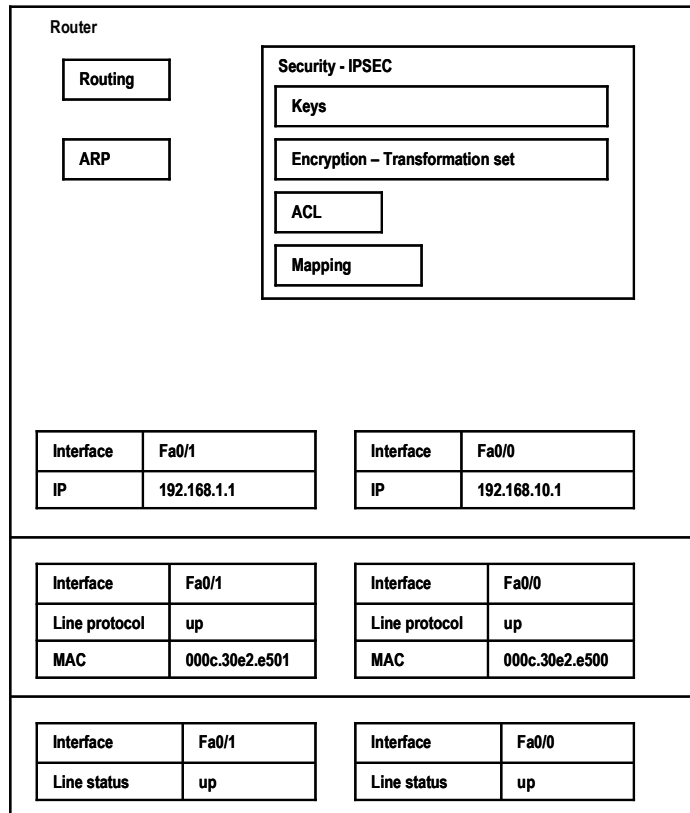 Router
Routing
ARP
Security - IPSEC
Keys
Encryption – Transformation set
ACL
Mapping
Interface Fa0/1
IP 192.168.1.1
Interface Fa0/0
IP 192.168.10.1
Interface Fa0/1
Line protocol up
MAC 000c.30e2.e501
Interface Fa0/0
Line protocol up
MAC 000c.30e2.e500
Interface Fa0/1
Line status up
Interface Fa0/0
Line status up